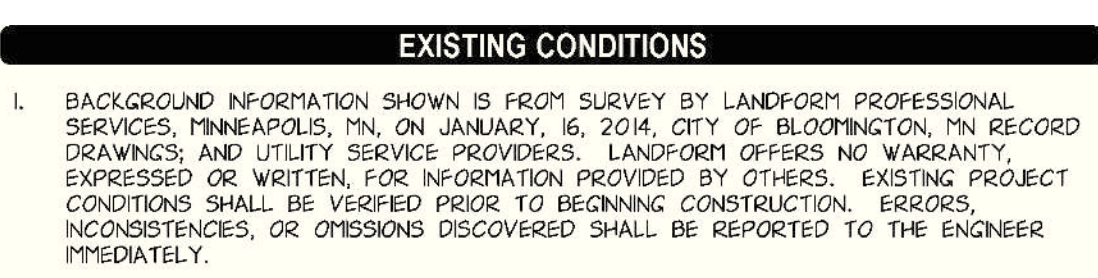 EXISTING CONDITIONS
1. BACKGROUND INFORMATION SHOWN IS FROM SURVEY BY LANDFORM PROFESSIONAL
SERVICES, MINNEAPOLIS, MN, ON JANUARY, 16, 2014, CITY OF BLOOMINGTON, MN RECORD
DRAWINGS; AND UTILITY SERVICE PROVIDERS. LANDFORM OFFERS NO WARRANTY,
EXPRESSED OR WRITTEN, FOR INFORMATION PROVIDED BY OTHERS. EXISTING PROJECT
CONDITIONS SHALL BE VERIFIED PRIOR TO BEGINNING CONSTRUCTION. ERRORS,
INCONSISTENCIES, OR OMISSIONS DISCOVERED SHALL BE REPORTED TO THE ENGINEER
IMMEDIATELY.